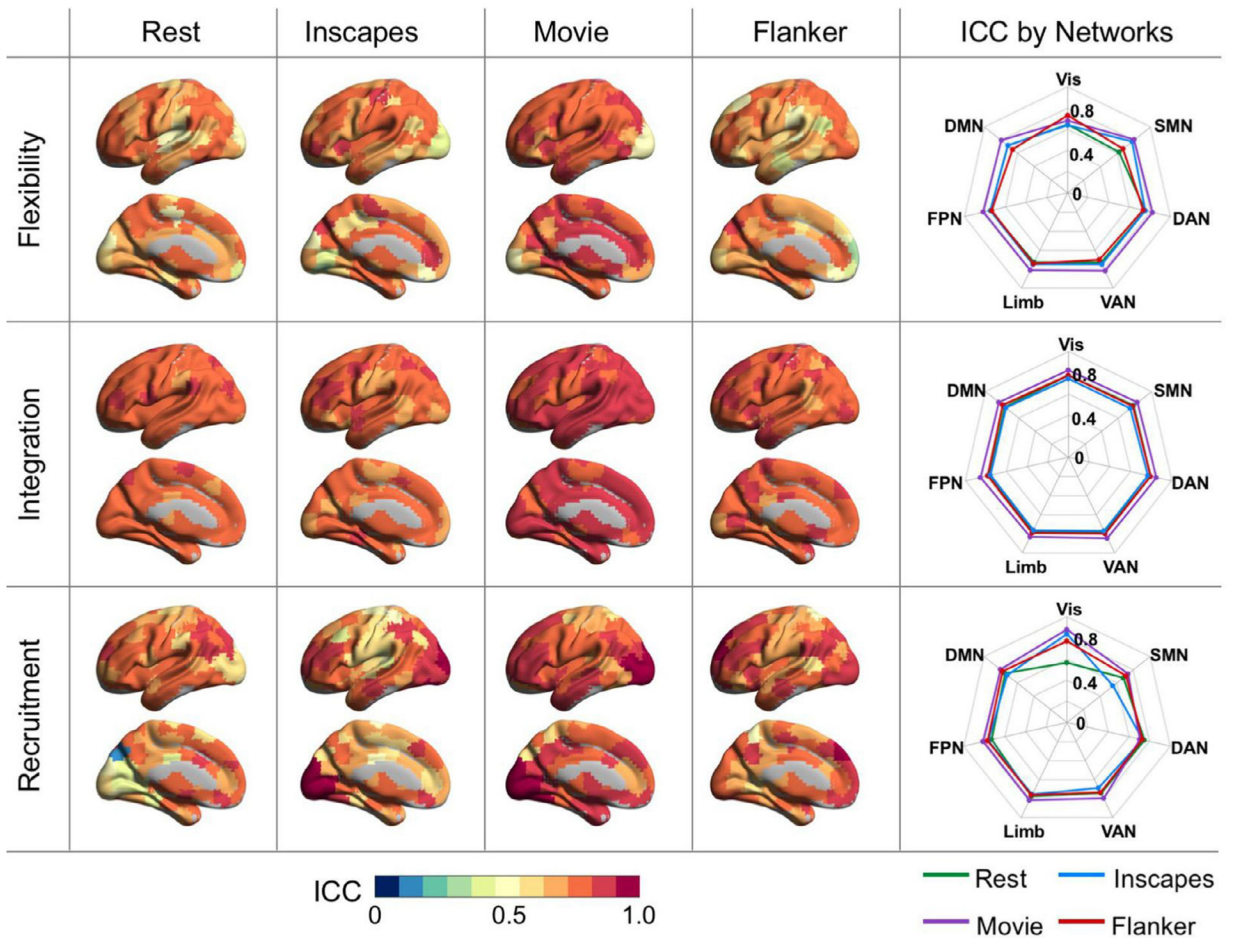 Rest Inscapes Movie Flanker ICC by Networks
Flexibility
Vis
0.8
DMN SMN
0.4
0
FPN DAN
Limb VAN
Integration
Vis
0.8
DMN SMN
0.4
0
FPN DAN
Limb VAN
Recruitment
Vis
0.8
DMN SMN
0.4
0
FPN DAN
Limb VAN
ICC
0 0.5 1.0
Rest Inscapes
Movie Flanker